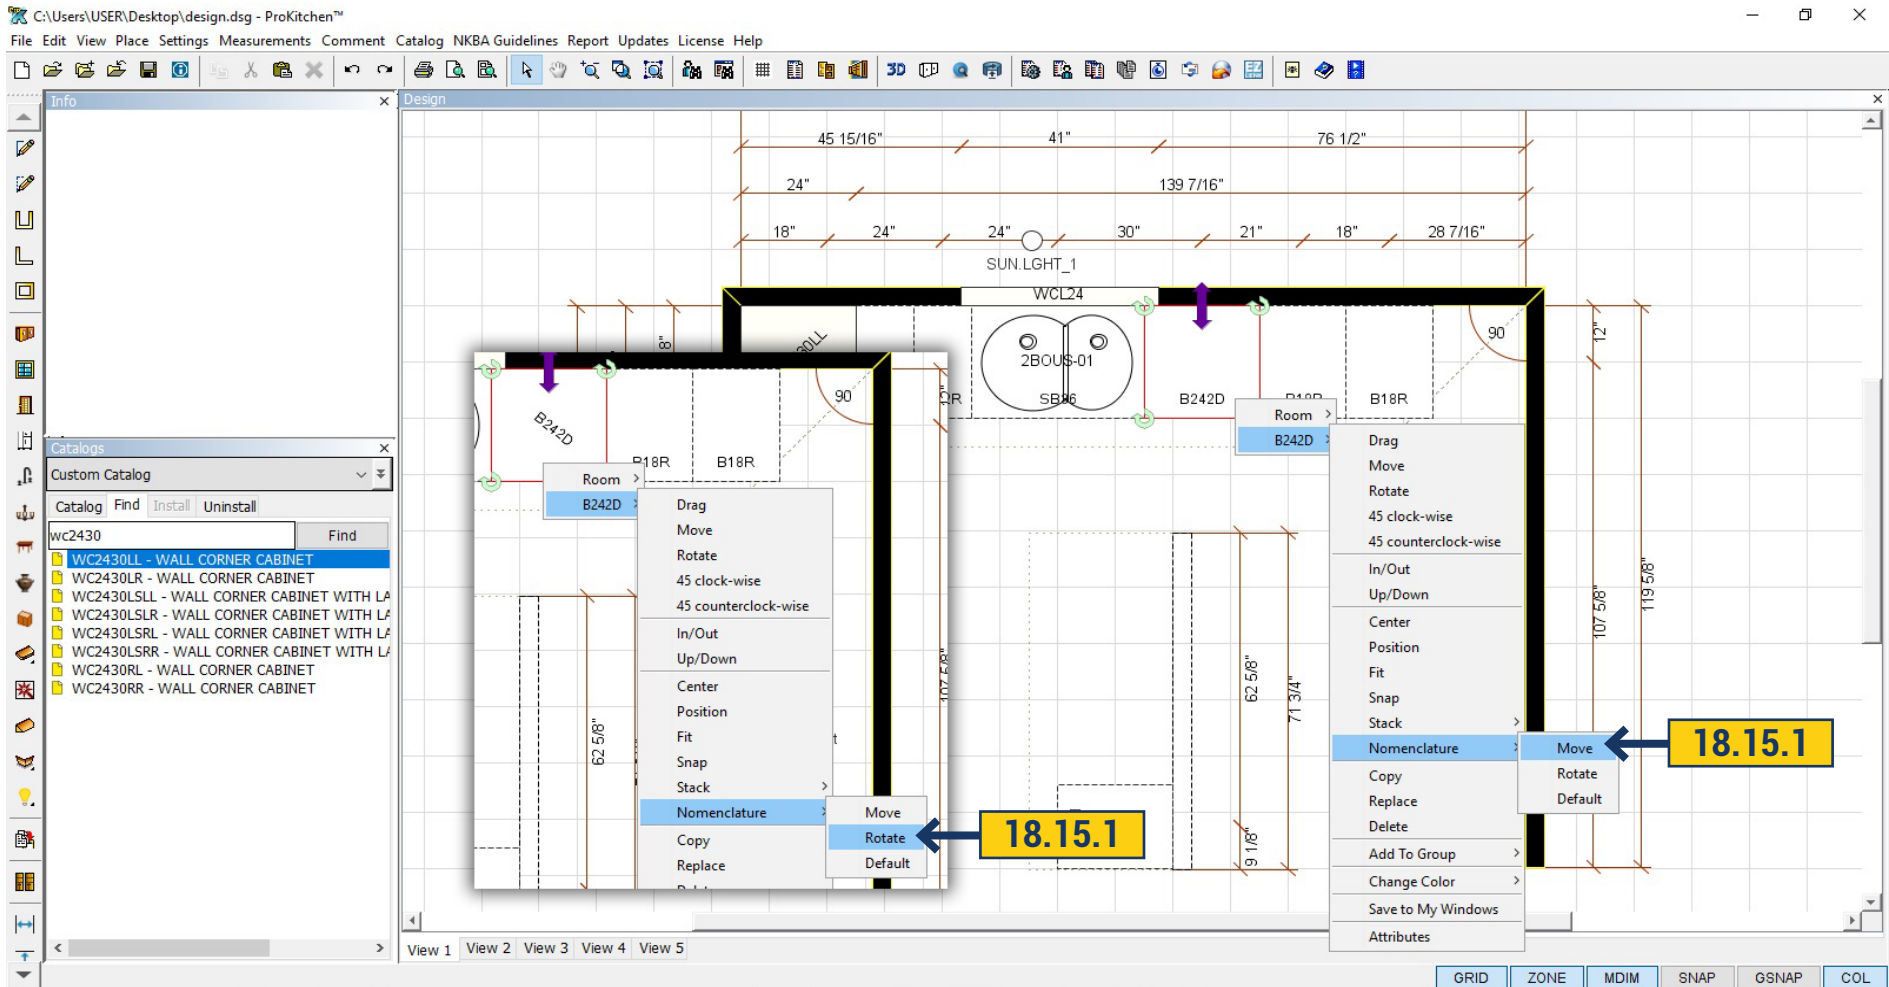 C:\Users\USER\Desktop\design.dsg - ProKitchen™
File Edit View Place Settings Measurements Comment Catalog NKBA Guidelines Report Updates License Help
3D
EZ
Info
Design
Catalogs
Custom Catalog
Catalog Find Install Uninstall
wc2430 Find
WC2430LL - WALL CORNER CABINET
WC2430LR - WALL CORNER CABINET
WC2430LSLL - WALL CORNER CABINET WITH LA
WC2430LSLR - WALL CORNER CABINET WITH LA
WC2430LSRL - WALL CORNER CABINET WITH LA
WC2430LSRR - WALL CORNER CABINET WITH LA
WC2430RL - WALL CORNER CABINET
WC2430RR - WALL CORNER CABINET
45 15/16" 41" 76 1/2"
24" 139 7/16"
18" 24" 24" 30" 21" 18" 28 7/16"
SUN.LGHT_1
WCL24
30LL
8"
2BOUS-01
90
12"
SB36 B242D B18R B18R
Room
B242D
Drag
Move
Rotate
45 clock-wise
45 counterclock-wise
In/Out
Up/Down
Center
Position
Fit
Snap
Stack
Nomenclature
Copy
Replace
Delete
Add To Group
Change Color
Save to My Windows
Attributes
Move
Rotate
Default
18.15.1
107 5/8"
119 5/8"
62 5/8"
71 3/4"
9 1/8"
90
12"
B242D
B18R B18R
Room
B242D
Drag
Move
Rotate
45 clock-wise
45 counterclock-wise
In/Out
Up/Down
Center
Position
Fit
Snap
Stack
Nomenclature
Copy
Replace
Move
Rotate
Default
18.15.1
62 5/8"
107 5/8"
View 1 View 2 View 3 View 4 View 5
GRID ZONE MDIM SNAP GSNAP COL